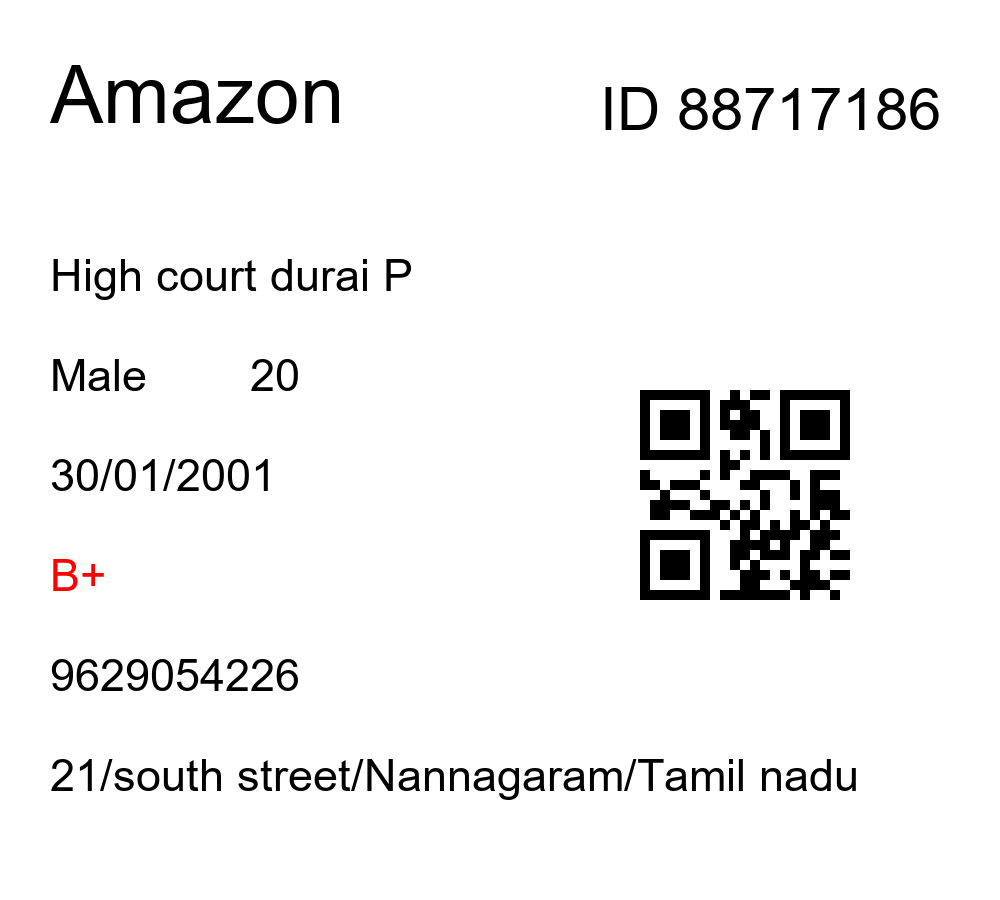 Amazon ID 88717186
High court durai P
Male 20
30/01/2001
B+
9629054226
21/south street/Nannagaram/Tamil nadu